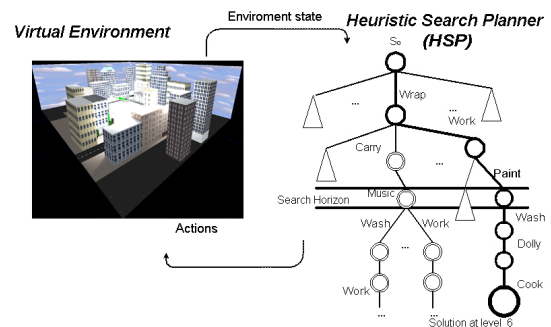 Enviroment state
Virtual Environment
Heuristic Search Planner
(HSP)
So
Wrap
...
...
Work
Carry
...
Paint
Search Horizon
Music
Wash
Work
Wash
...
Dolly
Work
Cook
...
...
Solution at level 6
Actions